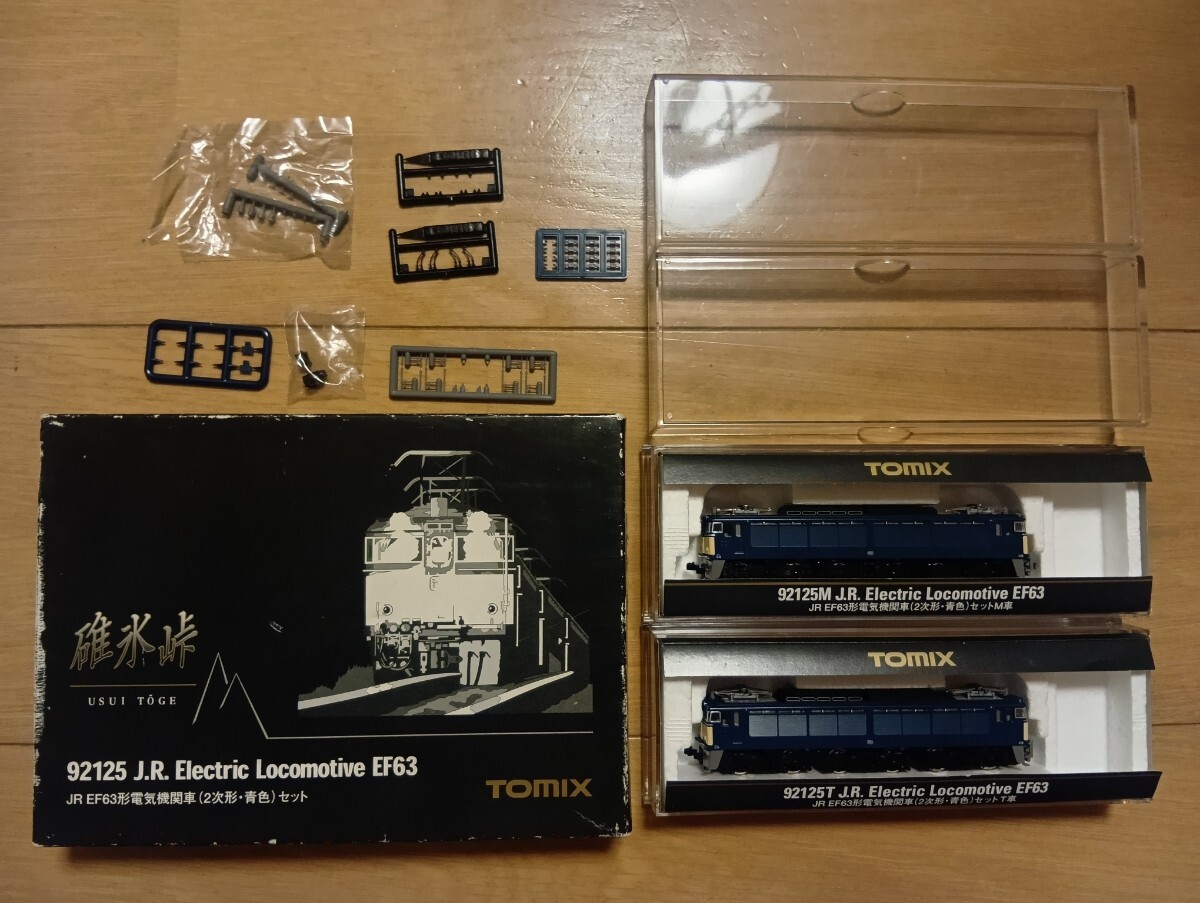 碓氷峠
USUI TŌGE
92125 J.R. Electric Locomotive EF63
JR EF63形電気機関車(2次形・青色)セット
TOMIX
TOMIX
92125M J.R. Electric Locomotive EF63
JR EF63形電気機関車(2次形・青色)セットM車
TOMIX
92125T J.R. Electric Locomotive EF63
JR EF63形電気機関車(2次形・青色)セットT車